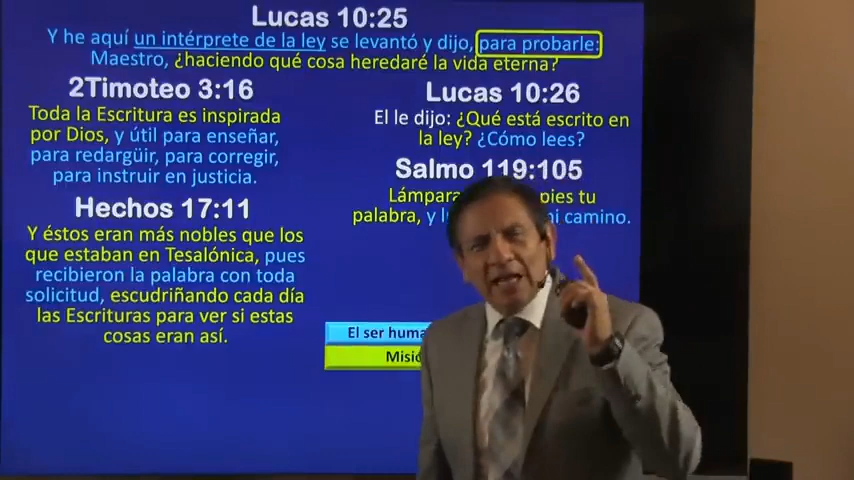 Lucas 10:25
Y he aquí un intérprete de la ley se levantó y dijo, para probarle:
Maestro, ¿haciendo qué cosa heredaré la vida eterna?
2Timoteo 3:16
Toda la Escritura es inspirada
por Dios, y útil para enseñar,
para redargüir, para corregir,
para instruir en justicia.
Hechos 17:11
Y éstos eran más nobles que los
que estaban en Tesalónica, pues
recibieron la palabra con toda
solicitud, escudriñando cada día
las Escrituras para ver si estas
cosas eran así.
Lucas 10:26
El le dijo: ¿Qué está escrito en
la ley? ¿Cómo lees?
Salmo 119:105
pies tu
palabra, y mi camino.
El ser